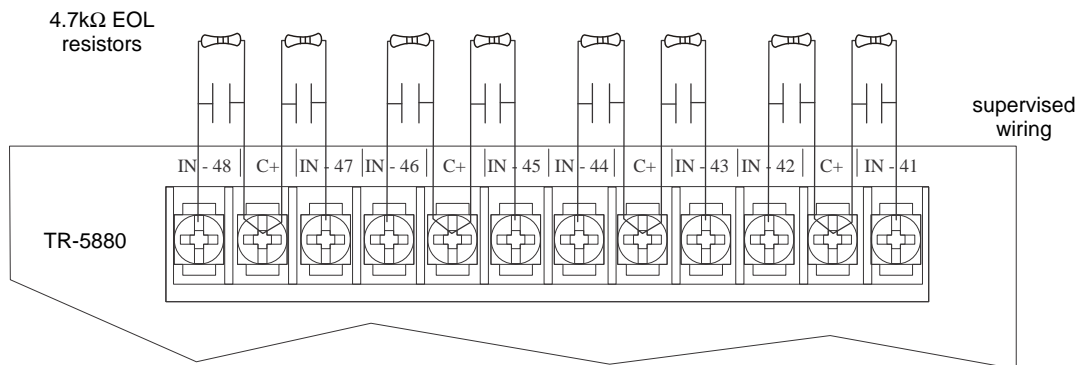 4.7kΩ EOL
resistors
supervised
wiring
IN - 48 | C+ | IN - 47 | IN - 46 | C+ | IN - 45 | IN - 44 | C+ | IN - 43 | IN - 42 | C+ | IN - 41
TR-5880